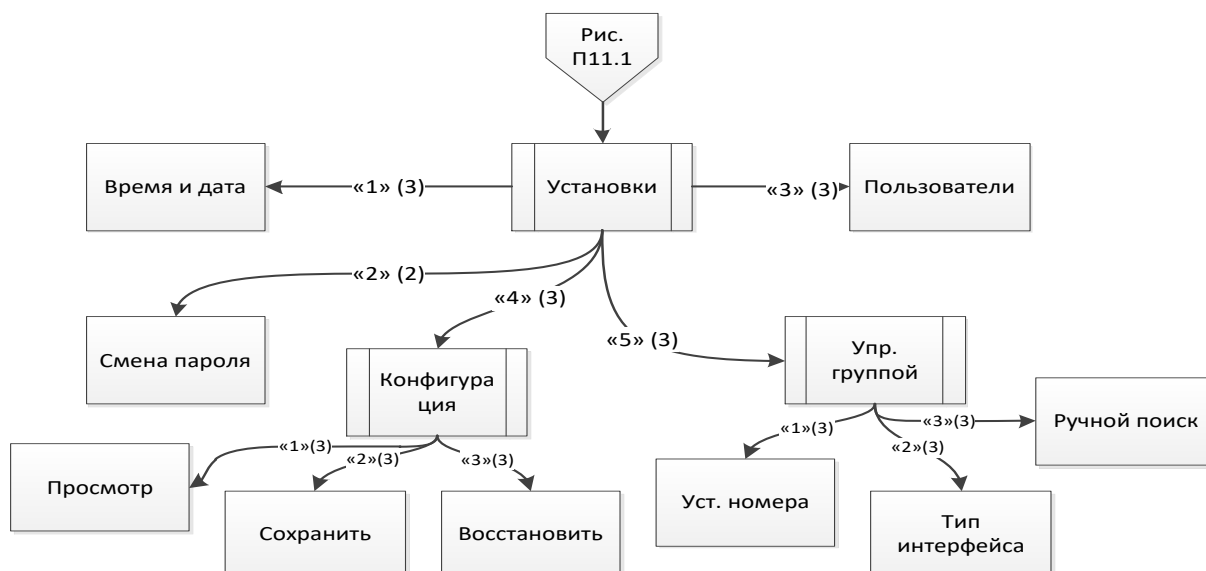 Рис.
П11.1
Время и дата
«1» (3)
Установки
«3» (3)
Пользователи
«2» (2)
«4» (3)
«5» (3)
Смена пароля
Конфигура
ция
Упр.
группой
Ручной поиск
«1»(3)
«2»(3)
«3»(3)
«1»(3)
«2»(3)
«3»(3)
Просмотр
Сохранить
Восстановить
Уст. номера
Тип
интерфейса